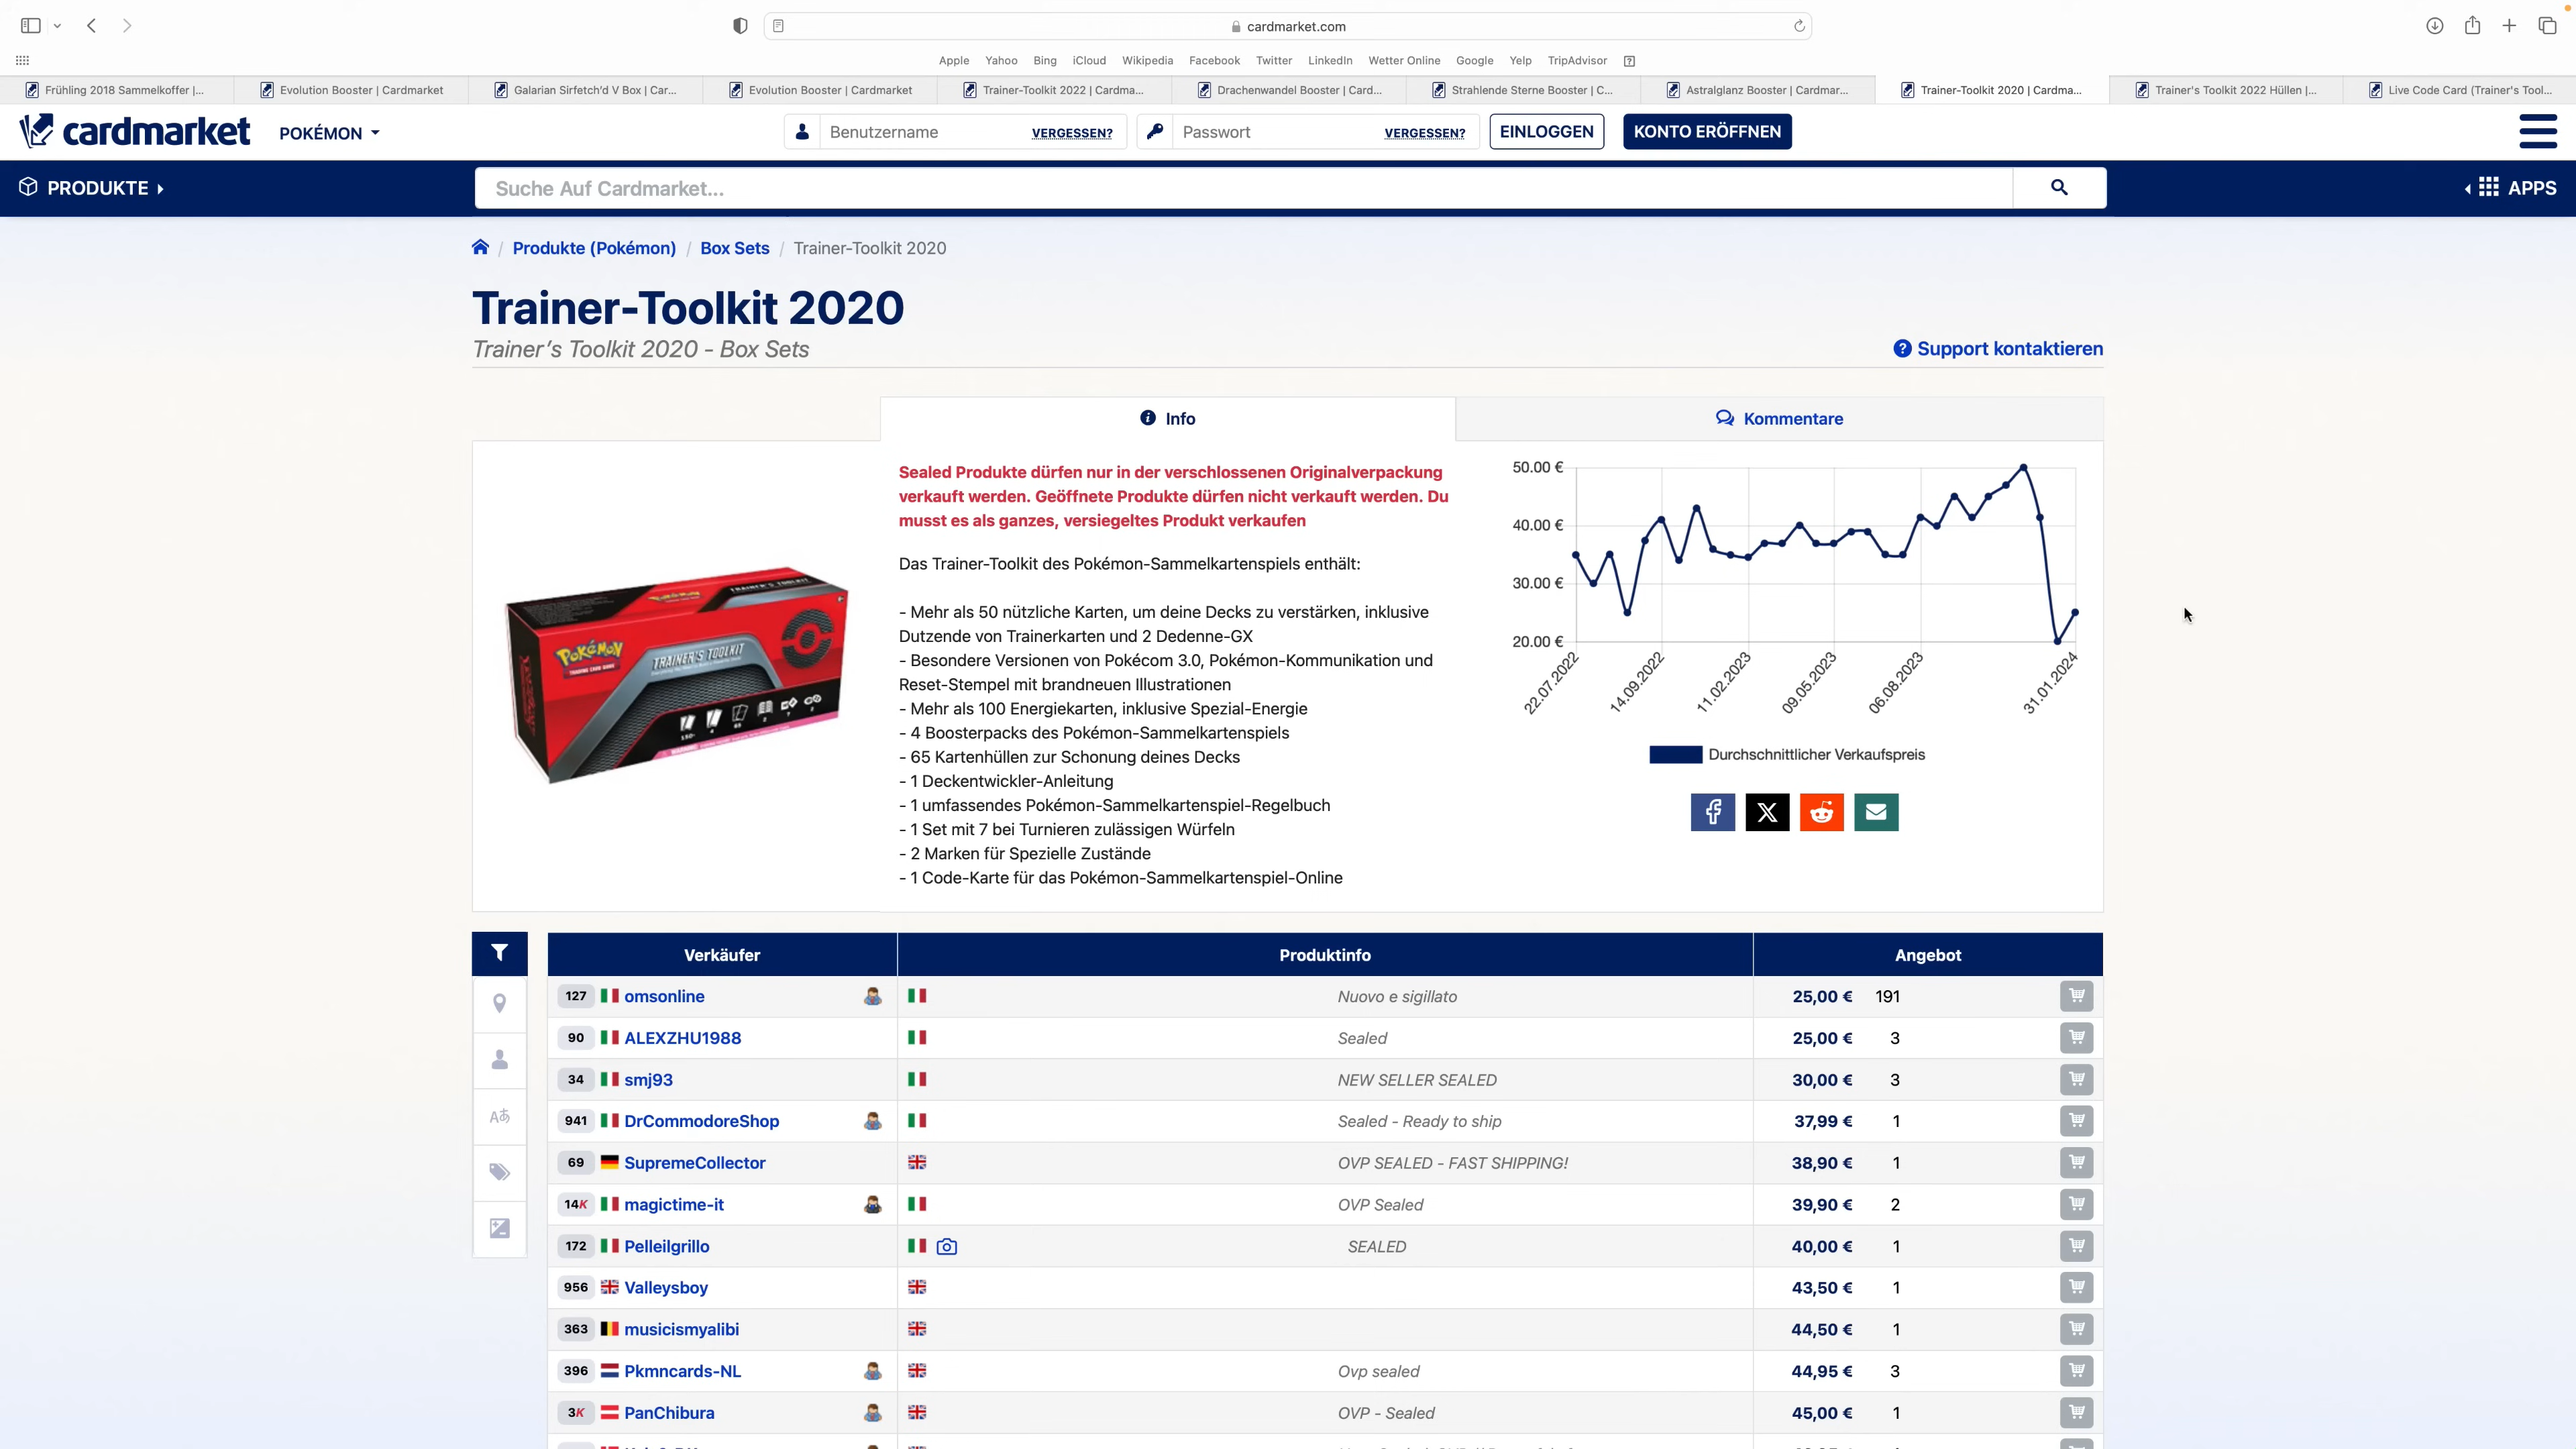 cardmarket.com
Apple Yahoo Bing iCloud Wikipedia Facebook Twitter LinkedIn Wetter Online Google Yelp TripAdvisor
Frühling 2018 Sammelkoffer |... Evolution Booster | Cardmarket Galarian Sirfetch'd V Box | Car... Evolution Booster | Cardmarket Trainer-Toolkit 2022 | Cardma... Drachenwandel Booster | Card... Strahlende Sterne Booster | C... Astralglanz Booster | Cardmar... Trainer-Toolkit 2020 | Cardma... Trainer's Toolkit 2022 Hüllen |... Live Code Card (Trainer's Tool...
cardmarket POKÉMON Benutzername VERGESSEN? Passwort VERGESSEN? EINLOGGEN KONTO ERÖFFNEN
PRODUKTE Suche Auf Cardmarket... APPS
/ Produkte (Pokémon) / Box Sets / Trainer-Toolkit 2020
Trainer-Toolkit 2020
Trainer's Toolkit 2020 - Box Sets
Support kontaktieren
Info Kommentare
POKÉMON
TRAINER'S TOOLKIT
Sealed Produkte dürfen nur in der verschlossenen Originalverpackung
verkauft werden. Geöffnete Produkte dürfen nicht verkauft werden. Du
musst es als ganzes, versiegeltes Produkt verkaufen
Das Trainer-Toolkit des Pokémon-Sammelkartenspiels enthält:
- Mehr als 50 nützliche Karten, um deine Decks zu verstärken, inklusive
Dutzende von Trainerkarten und 2 Dedenne-GX
- Besondere Versionen von Pokécom 3.0, Pokémon-Kommunikation und
Reset-Stempel mit brandneuen Illustrationen
- Mehr als 100 Energiekarten, inklusive Spezial-Energie
- 4 Boosterpacks des Pokémon-Sammelkartenspiels
- 65 Kartenhüllen zur Schonung deines Decks
- 1 Deckentwickler-Anleitung
- 1 umfassendes Pokémon-Sammelkartenspiel-Regelbuch
- 1 Set mit 7 bei Turnieren zulässigen Würfeln
- 2 Marken für Spezielle Zustände
- 1 Code-Karte für das Pokémon-Sammelkartenspiel-Online
50.00 €
40.00 €
30.00 €
20.00 €
22.07.2022 14.09.2022 11.02.2023 09.05.2023 06.08.2023 31.01.2024
Durchschnittlicher Verkaufspreis
Verkäufer Produktinfo Angebot
127 omsonline Nuovo e sigillato 25,00 € 191
90 ALEXZHU1988 Sealed 25,00 € 3
34 smj93 NEW SELLER SEALED 30,00 € 3
941 DrCommodoreShop Sealed - Ready to ship 37,99 € 1
69 SupremeCollector OVP SEALED - FAST SHIPPING! 38,90 € 1
14K magictime-it OVP Sealed 39,90 € 2
172 Pelleilgrillo SEALED 40,00 € 1
956 Valleysboy 43,50 € 1
363 musicismyalibi 44,50 € 1
396 Pkmncards-NL Ovp sealed 44,95 € 3
3K PanChibura OVP - Sealed 45,00 € 1